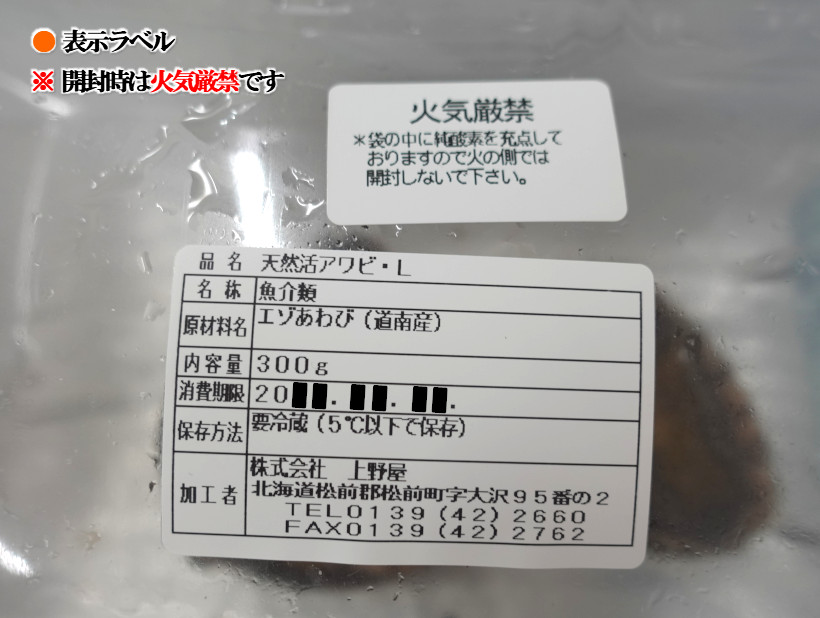 ● 表示ラベル
※ 開封時は火気厳禁です
火気厳禁
*袋の中に純酸素を充点して
おりますので火の側では
開封しないで下さい。
品名 天然活アワビ・L
名称 魚介類
原材料名 エゾあわび(道南産)
内容量 300g
消費期限 20 . . .
保存方法 要冷蔵(5℃以下で保存)
加工者 株式会社 上野屋
北海道松前郡松前町字大沢95番の2
TEL0139(42)2660
FAX0139(42)2762